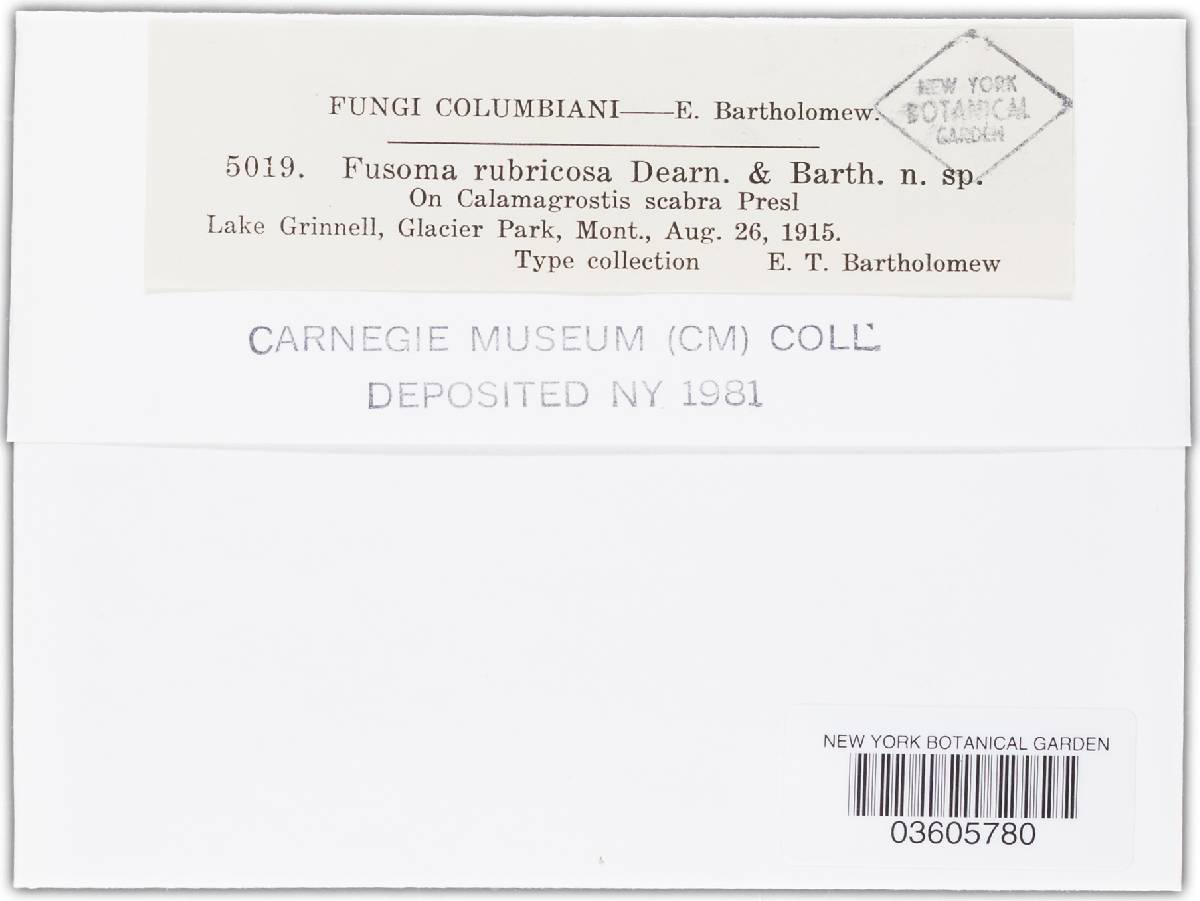 NEW YORK
BOTANICAL
GARDEN
FUNGI COLUMBIANI——E. Bartholomew.
5019. Fusoma rubricosa Dearn. & Barth. n. sp.
On Calamagrostis scabra Presl
Lake Grinnell, Glacier Park, Mont., Aug. 26, 1915.
Type collection E. T. Bartholomew
CARNEGIE MUSEUM (CM) COLL.
DEPOSITED NY 1981
NEW YORK BOTANICAL GARDEN
03605780